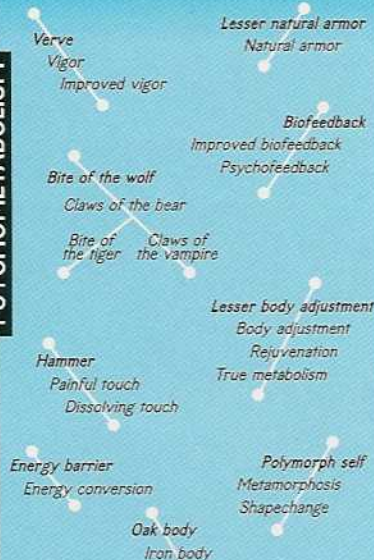 PSYCHOMETABOLISM
Verve
Vigor
Improved vigor
Lesser natural armor
Natural armor
Biofeedback
Improved biofeedback
Psychofeedback
Bite of the wolf
Claws of the bear
Bite of
the tiger
Claws of
the vampire
Lesser body adjustment
Body adjustment
Rejuvenation
True metabolism
Hammer
Painful touch
Dissolving touch
Energy barrier
Energy conversion
Polymorph self
Metamorphosis
Shapechange
Oak body
Iron body